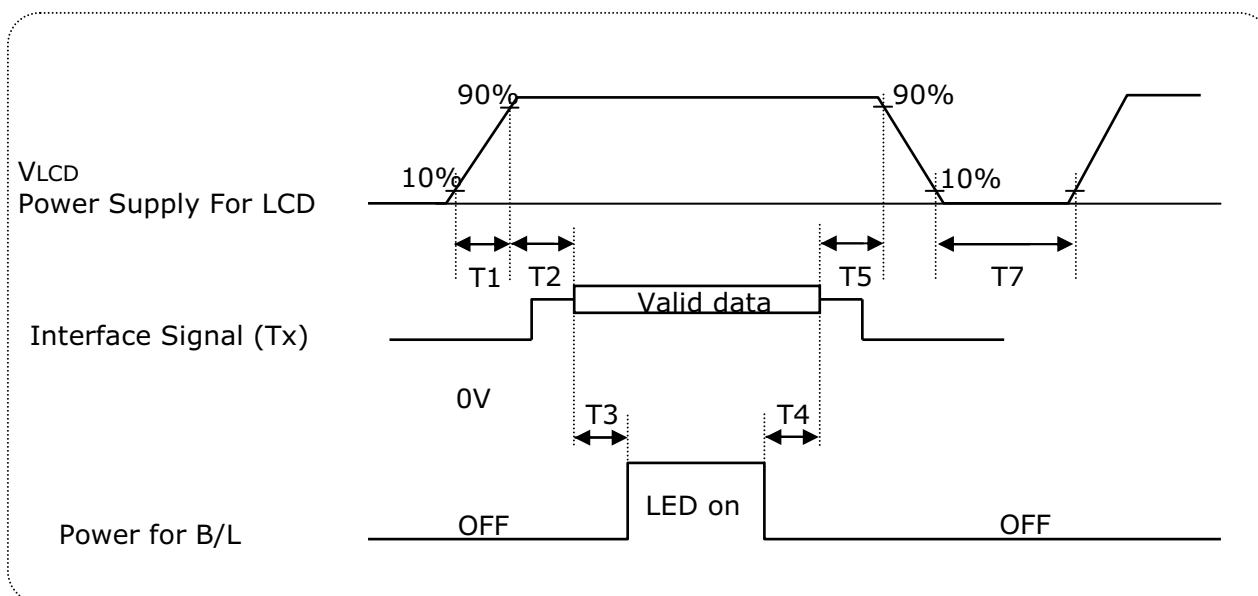 90%
90%
VLCD
10%
10%
Power Supply For LCD
T1
T2
T5
T7
Valid data
Interface Signal (Tx)
0V
T3
T4
LED on
Power for B/L
OFF
OFF